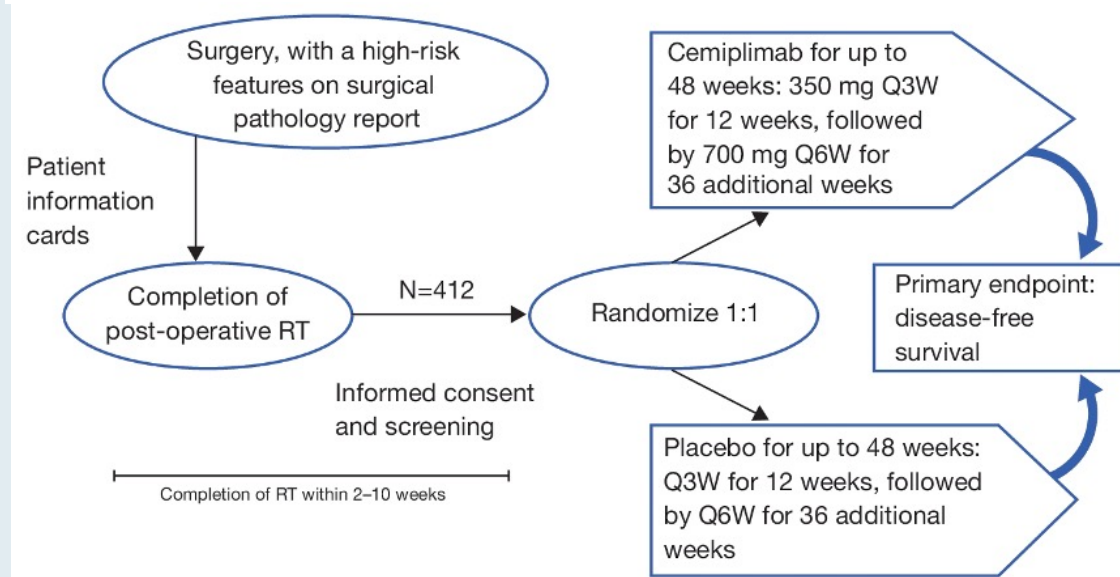 Surgery, with a high-risk
features on surgical
pathology report
Patient
information
cards
Completion of
post-operative RT
N=412
Informed consent
and screening
Completion of RT within 2–10 weeks
Randomize 1:1
Cemiplimab for up to
48 weeks: 350 mg Q3W
for 12 weeks, followed
by 700 mg Q6W for
36 additional weeks
Placebo for up to 48 weeks:
Q3W for 12 weeks, followed
by Q6W for 36 additional
weeks
Primary endpoint:
disease-free
survival